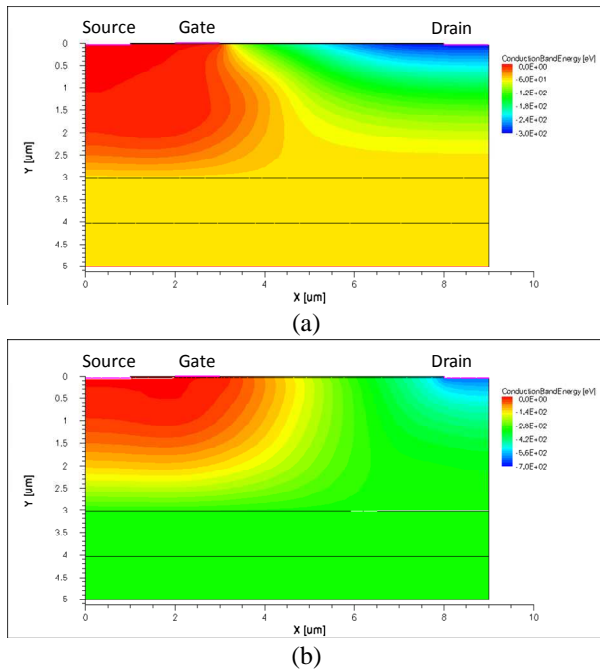 Source Gate Drain
ConductionBandEnergy [eV]
0.0E+00
-6.0E+01
-1.2E+02
-1.8E+02
-2.4E+02
-3.0E+02
Y [um]
0
0.5
1
1.5
2
2.5
3
3.5
4
4.5
5
0 2 4 6 8 10
X [um]
(a)
Source Gate Drain
ConductionBandEnergy [eV]
0.0E+00
-1.4E+02
-2.8E+02
-4.2E+02
-5.6E+02
-7.0E+02
Y [um]
0
0.5
1
1.5
2
2.5
3
3.5
4
4.5
5
0 2 4 6 8 10
X [um]
(b)